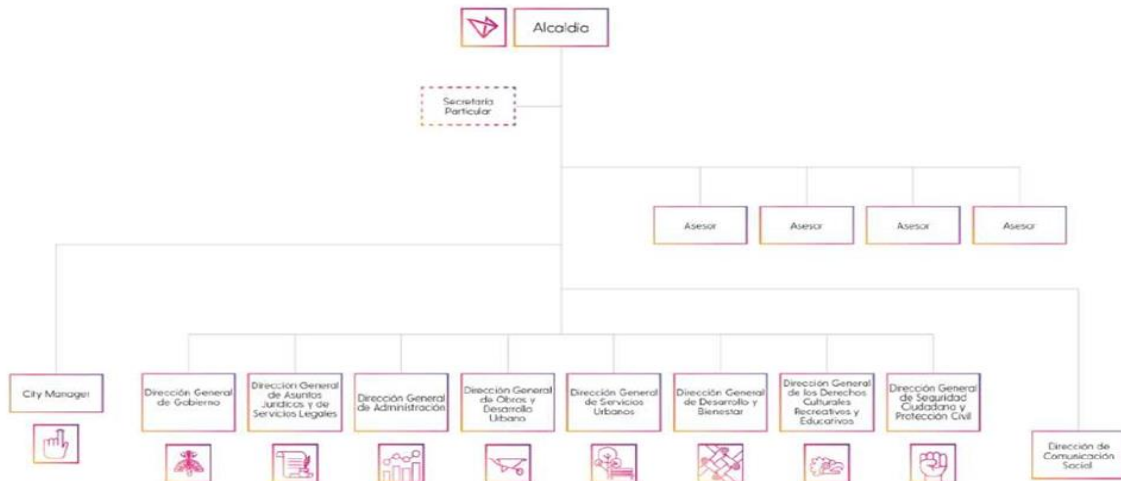 Alcaldía
Secretaría
Particular
Asesor
Asesor
Asesor
Asesor
City Manager
Dirección General
de Gobierno
Dirección General
de Asuntos
Jurídicos y de
Servicios Legales
Dirección General
de Administración
Dirección General
de Obras y
Desarrollo
Urbano
Dirección General
de Servicios
Urbanos
Dirección General
de Desarrollo y
Bienestar
Dirección General
de los Derechos
Culturales
Recreativos y
Educativos
Dirección General
de Seguridad
Ciudadana y
Protección Civil
Dirección de
Comunicación
Social